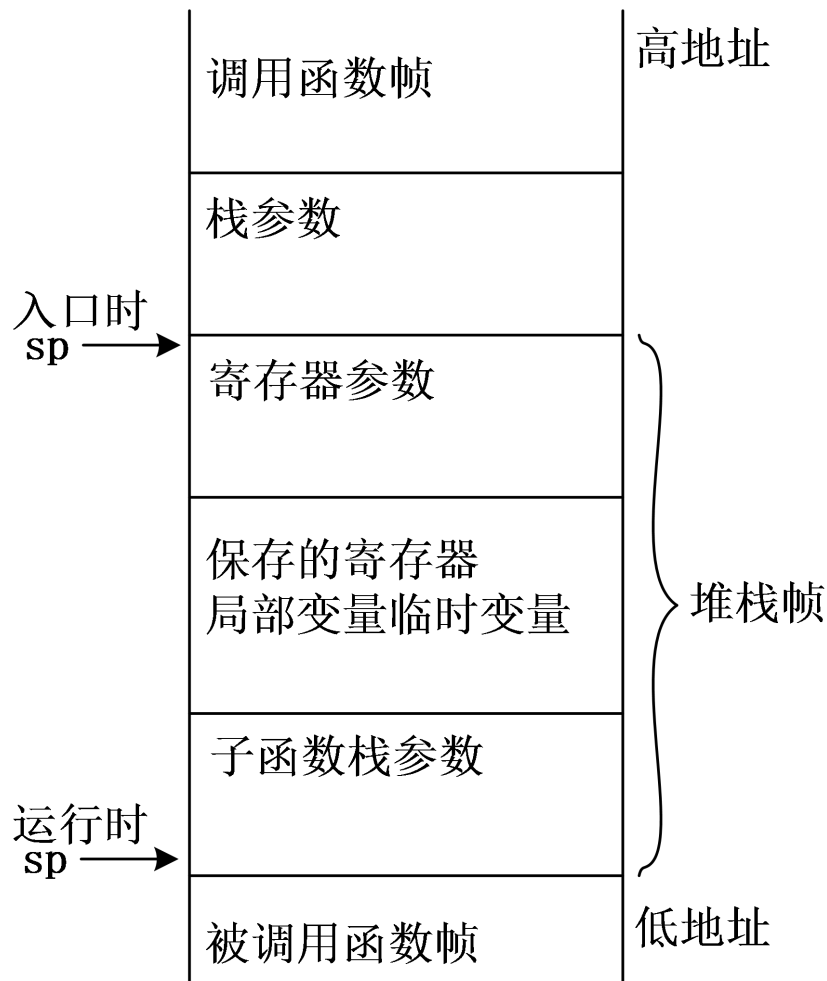 调用函数帧
高地址
栈参数
入口时
sp
寄存器参数
保存的寄存器
局部变量临时变量
堆栈帧
子函数栈参数
运行时
sp
被调用函数帧
低地址